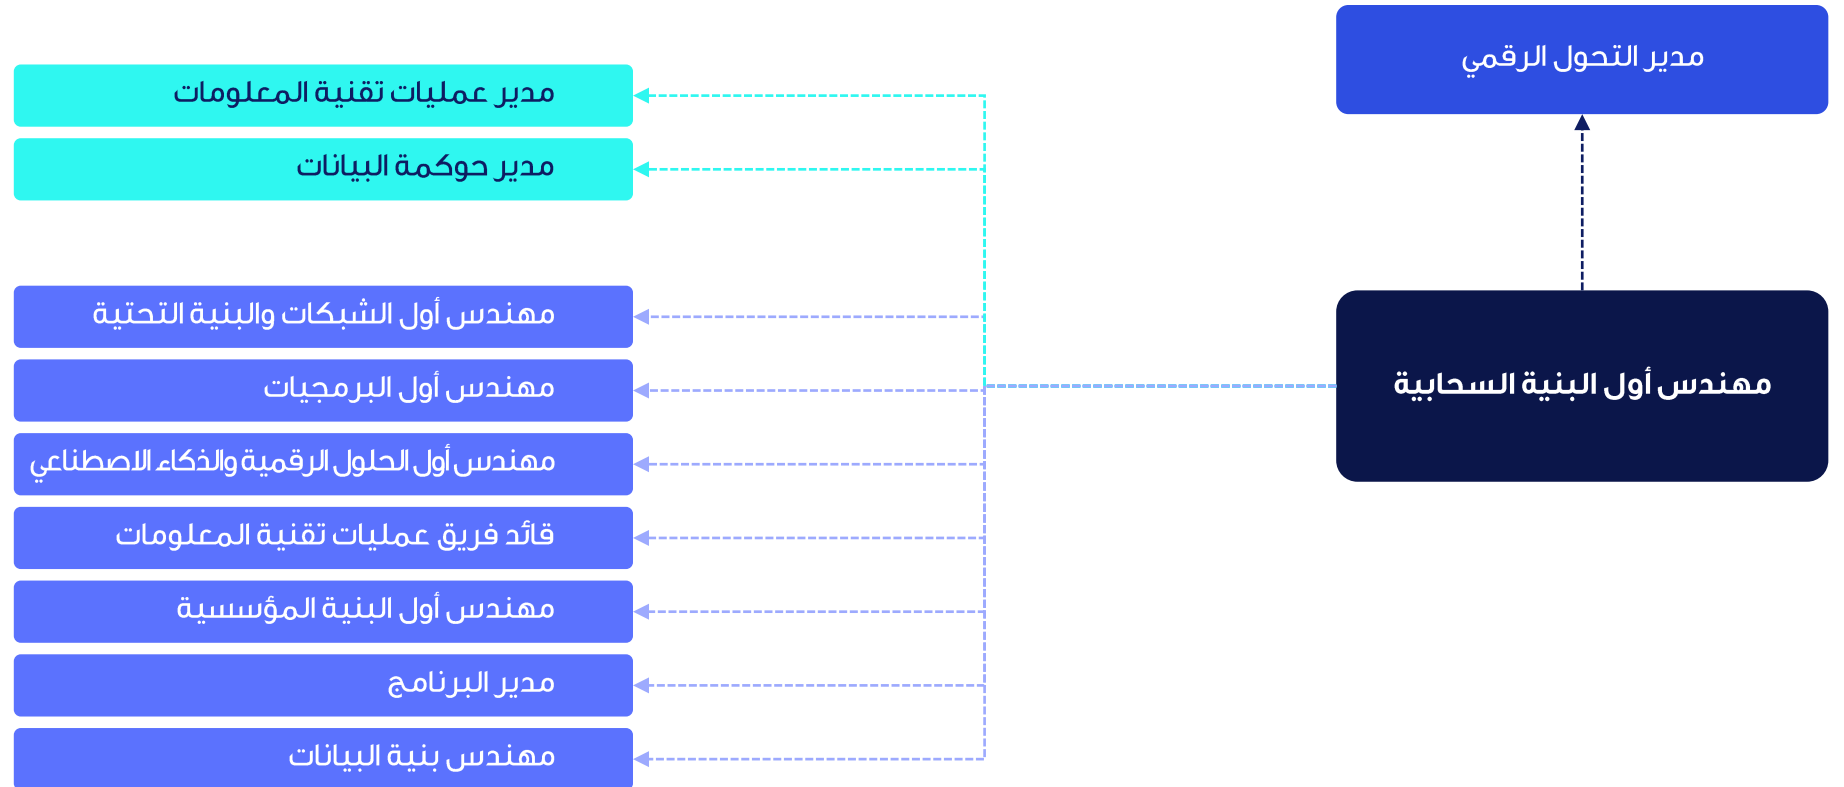 مدير التحول الرقمي
مهندس أول البنية السحابية
مدير عمليات تقنية المعلومات
مدير حوكمة البيانات
مهندس أول الشبكات والبنية التحتية
مهندس أول البرمجيات
مهندس أول الحلول الرقمية والذكاء الاصطناعي
قائد فريق عمليات تقنية المعلومات
مهندس أول البنية المؤسسية
مدير البرنامج
مهندس بنية البيانات